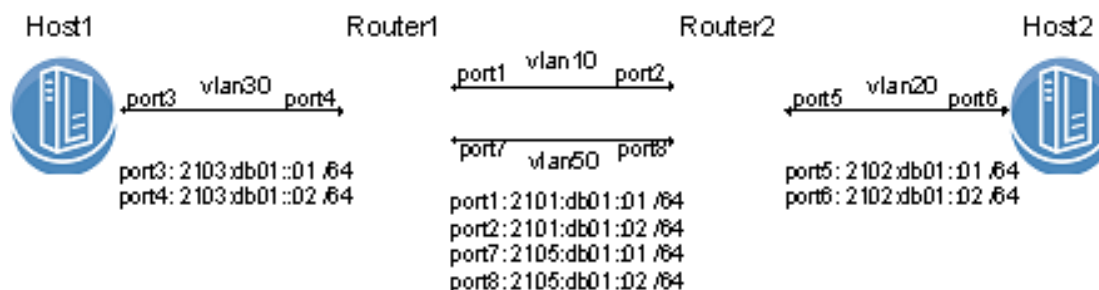 Host1 Router1 Router2 Host2
port3 vlan30 port4 port1 vlan10 port2 port5 vlan20 port6
port7 vlan50 port8
port3: 2103:db01::01 /64
port4: 2103:db01::02 /64
port1: 2101:db01::01 /64
port2: 2101:db01::02 /64
port7: 2105:db01::01 /64
port8: 2105:db01::02 /64
port5: 2102:db01::01 /64
port6: 2102:db01::02 /64